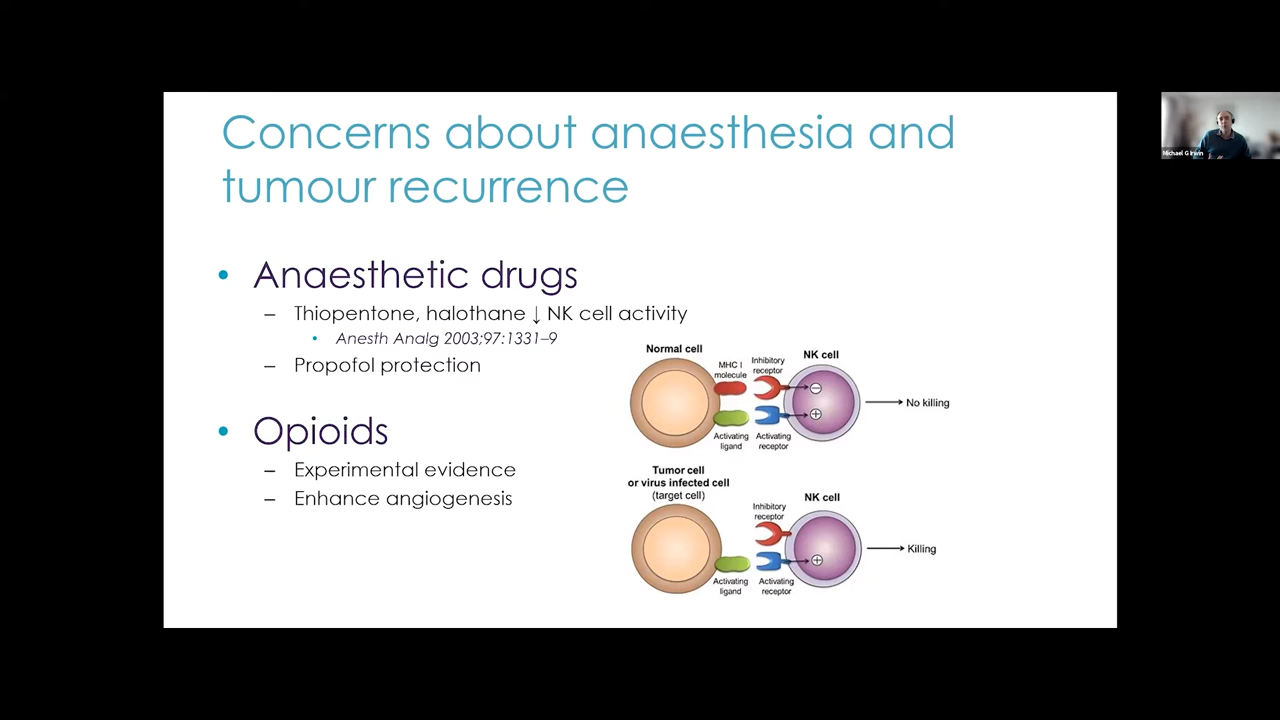 Concerns about anaesthesia and
tumour recurrence
• Anaesthetic drugs
– Thiopentone, halothane ↓ NK cell activity
• Anesth Analg 2003;97:1331–9
– Propofol protection
• Opioids
– Experimental evidence
– Enhance angiogenesis
Normal cell
MHC I
molecule
Inhibitory
receptor
NK cell
No killing
Activating
ligand
Activating
receptor
Tumor cell
or virus infected cell
(target cell)
Inhibitory
receptor
NK cell
Killing
Activating
ligand
Activating
receptor
Michael G Irwin